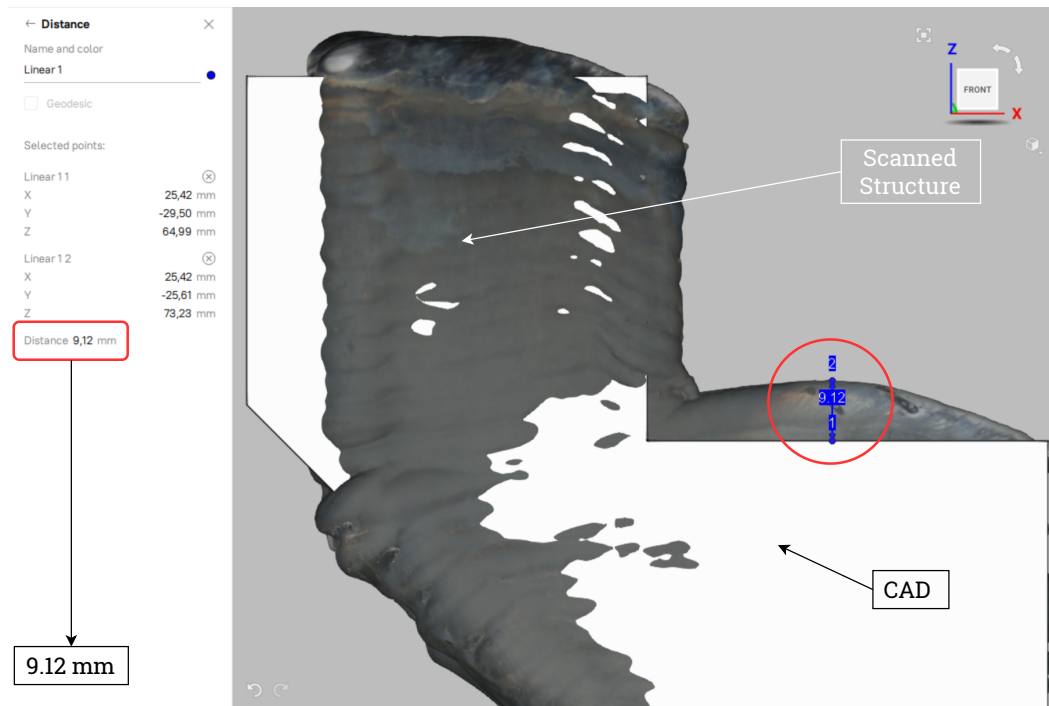 ← Distance
Name and color
Linear 1
Geodesic
Selected points:
Linear 1 1
X 25,42 mm
Y -29,50 mm
Z 64,99 mm
Linear 1 2
X 25,42 mm
Y -25,61 mm
Z 73,23 mm
Distance 9,12 mm
9.12 mm
Z
FRONT
X
Scanned
Structure
2
9.12
1
CAD